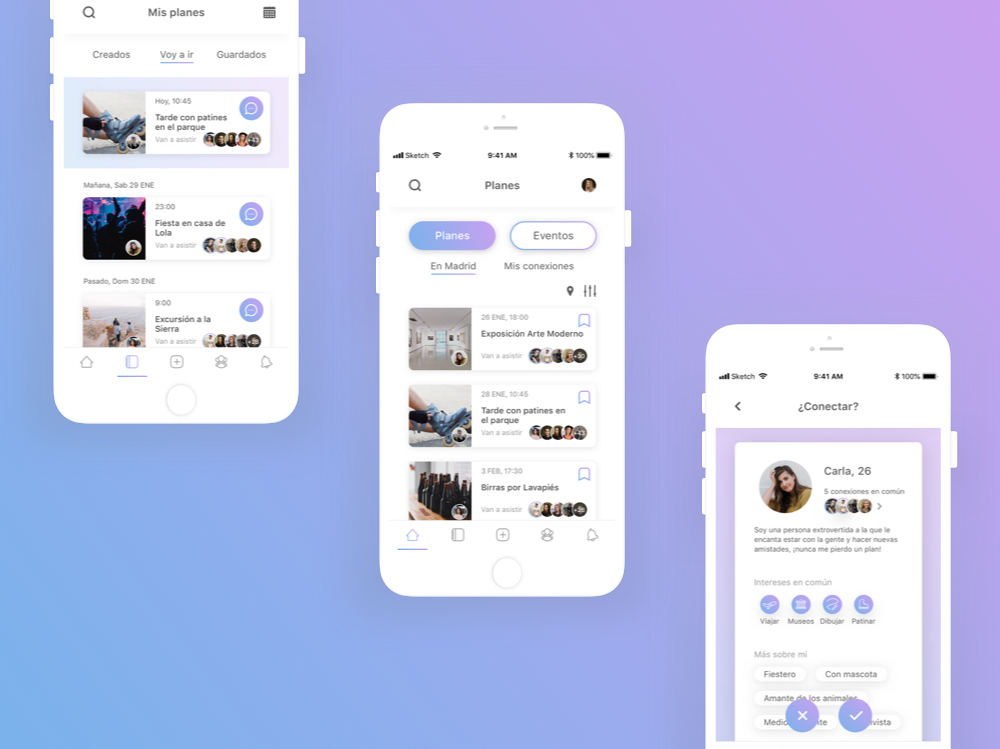 Mis planes
Creados
Voy a ir
Guardados
Hoy, 10:45
Tarde con patines
en el parque
Van a asistir
Mañana, Sab 29 ENE
23:00
Fiesta en casa de
Lola
Van a asistir
Pasado, Dom 30 ENE
9:00
Excursión a la
Sierra
Van a asistir
Sketch
9:41 AM
100%
Planes
Planes
Eventos
En Madrid
Mis conexiones
26 ENE, 18:00
Exposición Arte Moderno
Van a asistir
28 ENE, 10:45
Tarde con patines en
el parque
Van a asistir
3 FEB, 17:30
Birras por Lavapiés
Van a asistir
Sketch
9:41 AM
100%
¿Conectar?
Carla, 26
5 conexiones en común
Soy una persona extrovertida a la que le
encanta estar con la gente y hacer nuevas
amistades, ¡nunca me pierdo un plan!
Intereses en común
Viajar
Museos
Dibujar
Patinar
Más sobre mi
Fiestero
Con mascota
Amante de los animales